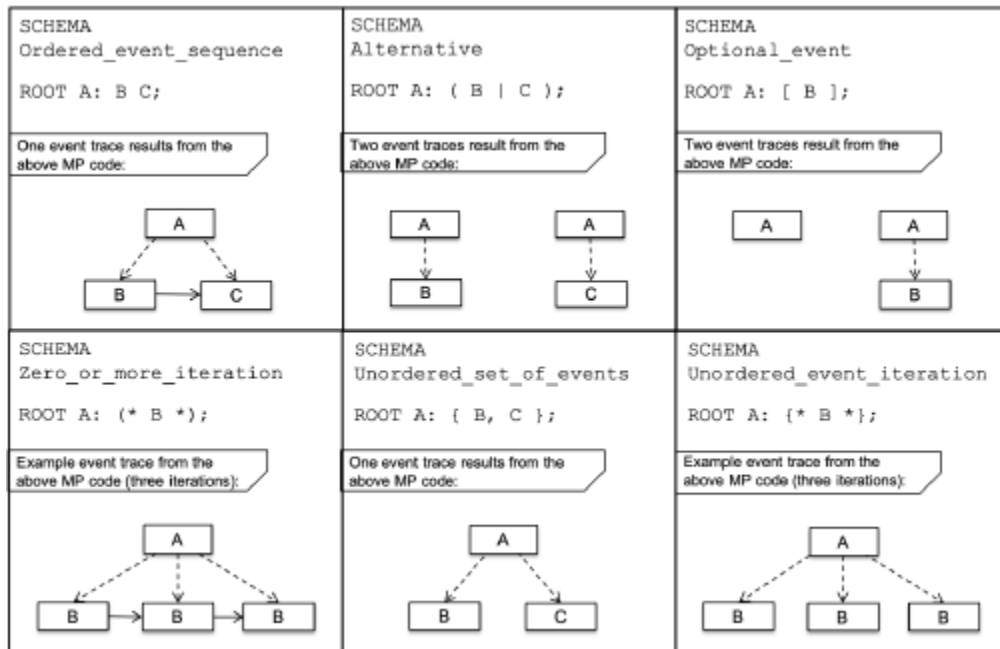 SCHEMA
Ordered_event_sequence
ROOT A: B C;
One event trace results from the
above MP code:
A
B
C
SCHEMA
Alternative
ROOT A: ( B | C );
Two event traces result from the
above MP code:
A
A
B
C
SCHEMA
Optional_event
ROOT A: [ B ];
Two event traces result from the
above MP code:
A
A
B
SCHEMA
Zero_or_more_iteration
ROOT A: (* B *);
Example event trace from the
above MP code (three iterations):
A
B
B
B
SCHEMA
Unordered_set_of_events
ROOT A: { B, C };
One event trace results from the
above MP code:
A
B
C
SCHEMA
Unordered_event_iteration
ROOT A: {* B *};
Example event trace from the
above MP code (three iterations):
A
B
B
B